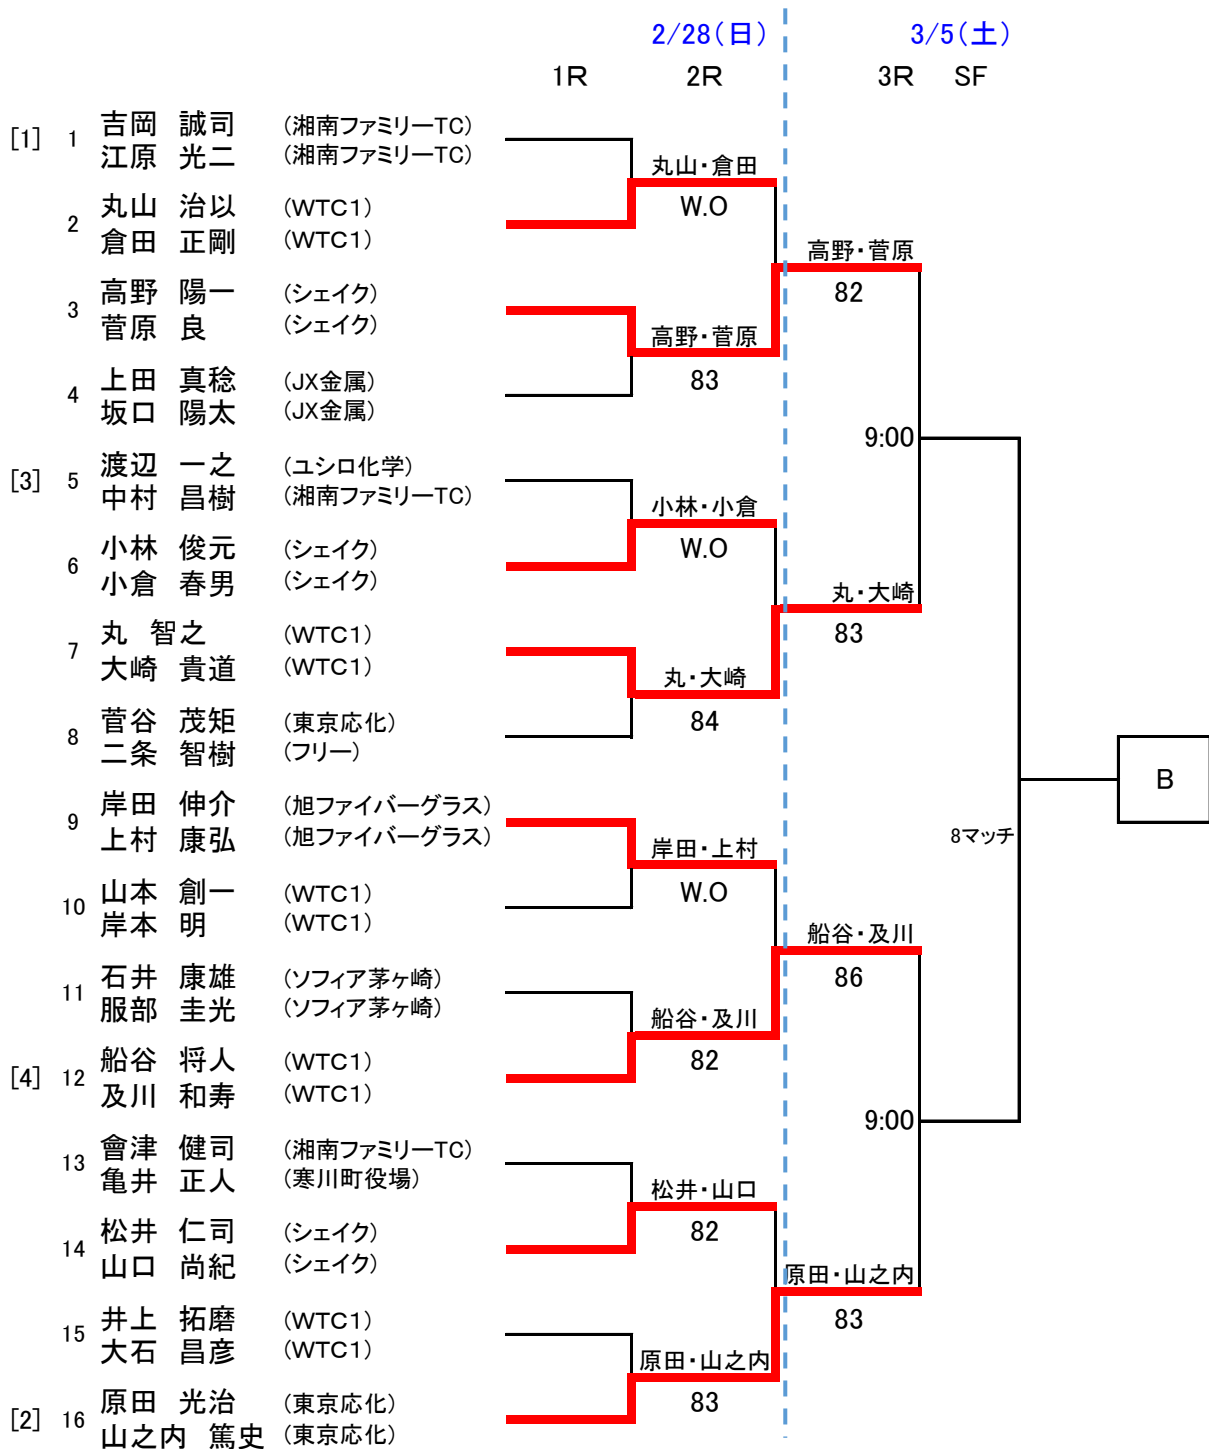 2/28(日) 3/5(土)
1R 2R 3R SF
[1] 1 吉岡 誠司 (湘南ファミリーTC)
江原 光二 (湘南ファミリーTC)
丸山・倉田
W.O
2 丸山 治以 (WTC1)
倉田 正剛 (WTC1)
高野・菅原
82
3 高野 陽一 (シェイク)
菅原 良 (シェイク)
高野・菅原
83
4 上田 真稔 (JX金属)
坂口 陽太 (JX金属)
9:00
[3] 5 渡辺 一之 (ユシロ化学)
中村 昌樹 (湘南ファミリーTC)
小林・小倉
W.O
6 小林 俊元 (シェイク)
小倉 春男 (シェイク)
丸・大崎
83
7 丸 智之 (WTC1)
大崎 貴道 (WTC1)
丸・大崎
84
8 菅谷 茂矩 (東京応化)
二条 智樹 (フリー)
B
9 岸田 伸介 (旭ファイバーグラス)
上村 康弘 (旭ファイバーグラス)
8マッチ
岸田・上村
W.O
10 山本 創一 (WTC1)
岸本 明 (WTC1)
船谷・及川
86
11 石井 康雄 (ソフィア茅ヶ崎)
服部 圭光 (ソフィア茅ヶ崎)
船谷・及川
82
[4] 12 船谷 将人 (WTC1)
及川 和寿 (WTC1)
9:00
13 會津 健司 (湘南ファミリーTC)
亀井 正人 (寒川町役場)
松井・山口
82
14 松井 仁司 (シェイク)
山口 尚紀 (シェイク)
原田・山之内
83
15 井上 拓磨 (WTC1)
大石 昌彦 (WTC1)
原田・山之内
83
[2] 16 原田 光治 (東京応化)
山之内 篤史 (東京応化)